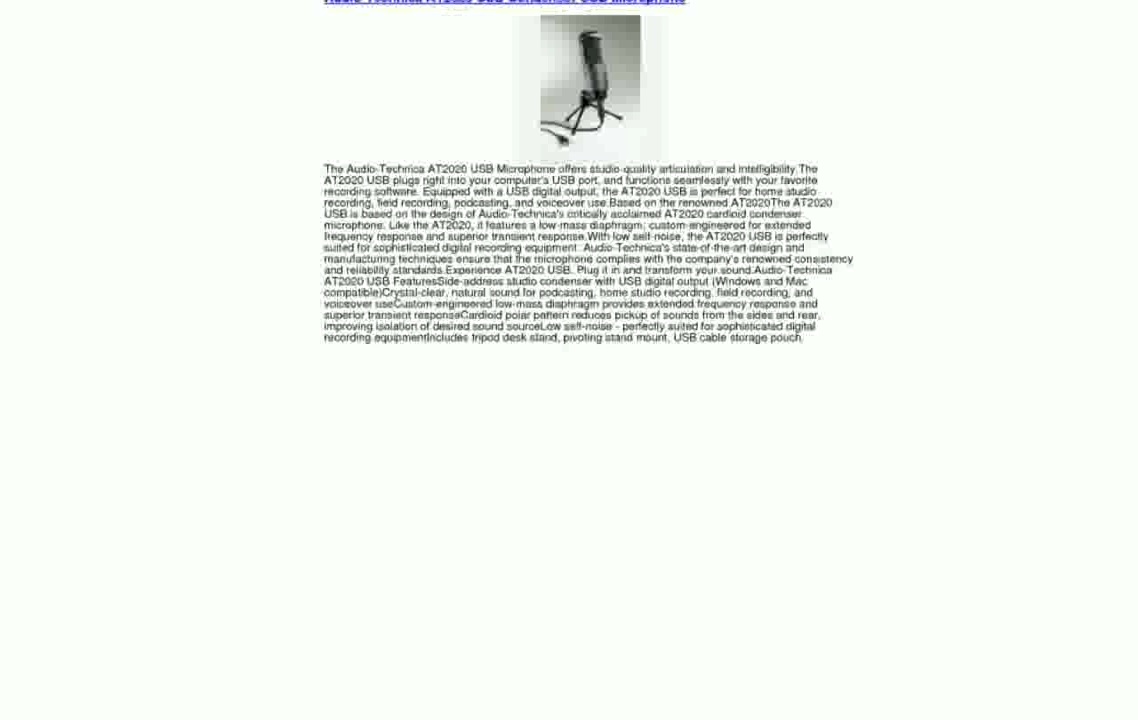 Audio-Technica AT2020 USB Condenser USB Microphone
The Audio-Technica AT2020 USB Microphone offers studio-quality articulation and intelligibility.The
AT2020 USB plugs right into your computer's USB port, and functions seamlessly with your favorite
recording software. Equipped with a USB digital output, the AT2020 USB is perfect for home studio
recording, field recording, podcasting, and voiceover use.Based on the renowned AT2020The AT2020
USB is based on the design of Audio-Technica's critically acclaimed AT2020 cardioid condenser
microphone. Like the AT2020, it features a low-mass diaphragm, custom-engineered for extended
frequency response and superior transient response.With low self-noise, the AT2020 USB is perfectly
suited for sophisticated digital recording equipment. Audio-Technica's state-of-the-art design and
manufacturing techniques ensure that the microphone complies with the company's renowned consistency
and reliability standards.Experience AT2020 USB. Plug it in and transform your sound.Audio-Technica
AT2020 USB FeaturesSide-address studio condenser with USB digital output (Windows and Mac
compatible)Crystal-clear, natural sound for podcasting, home studio recording, field recording, and
voiceover useCustom-engineered low-mass diaphragm provides extended frequency response and
superior transient responseCardioid polar pattern reduces pickup of sounds from the sides and rear,
improving isolation of desired sound sourceLow self-noise - perfectly suited for sophisticated digital
recording equipmentIncludes tripod desk stand, pivoting stand mount, USB cable storage pouch